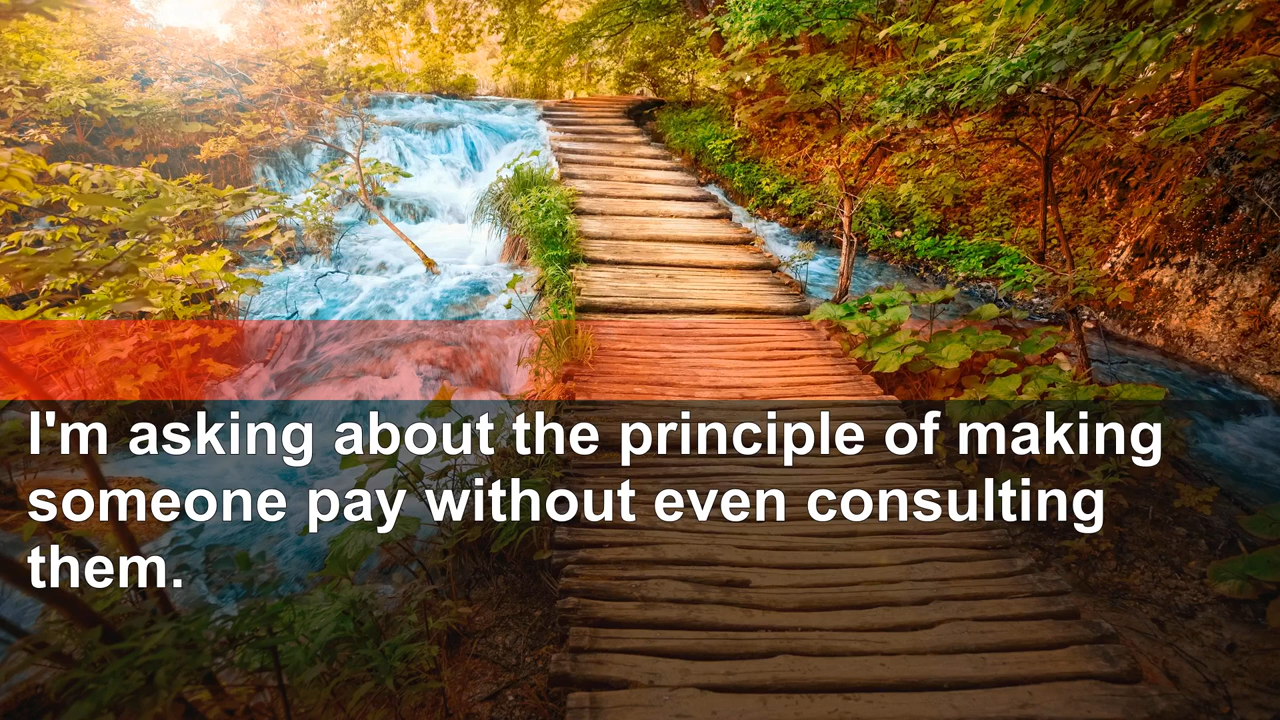 I'm asking about the principle of making
someone pay without even consulting
them.